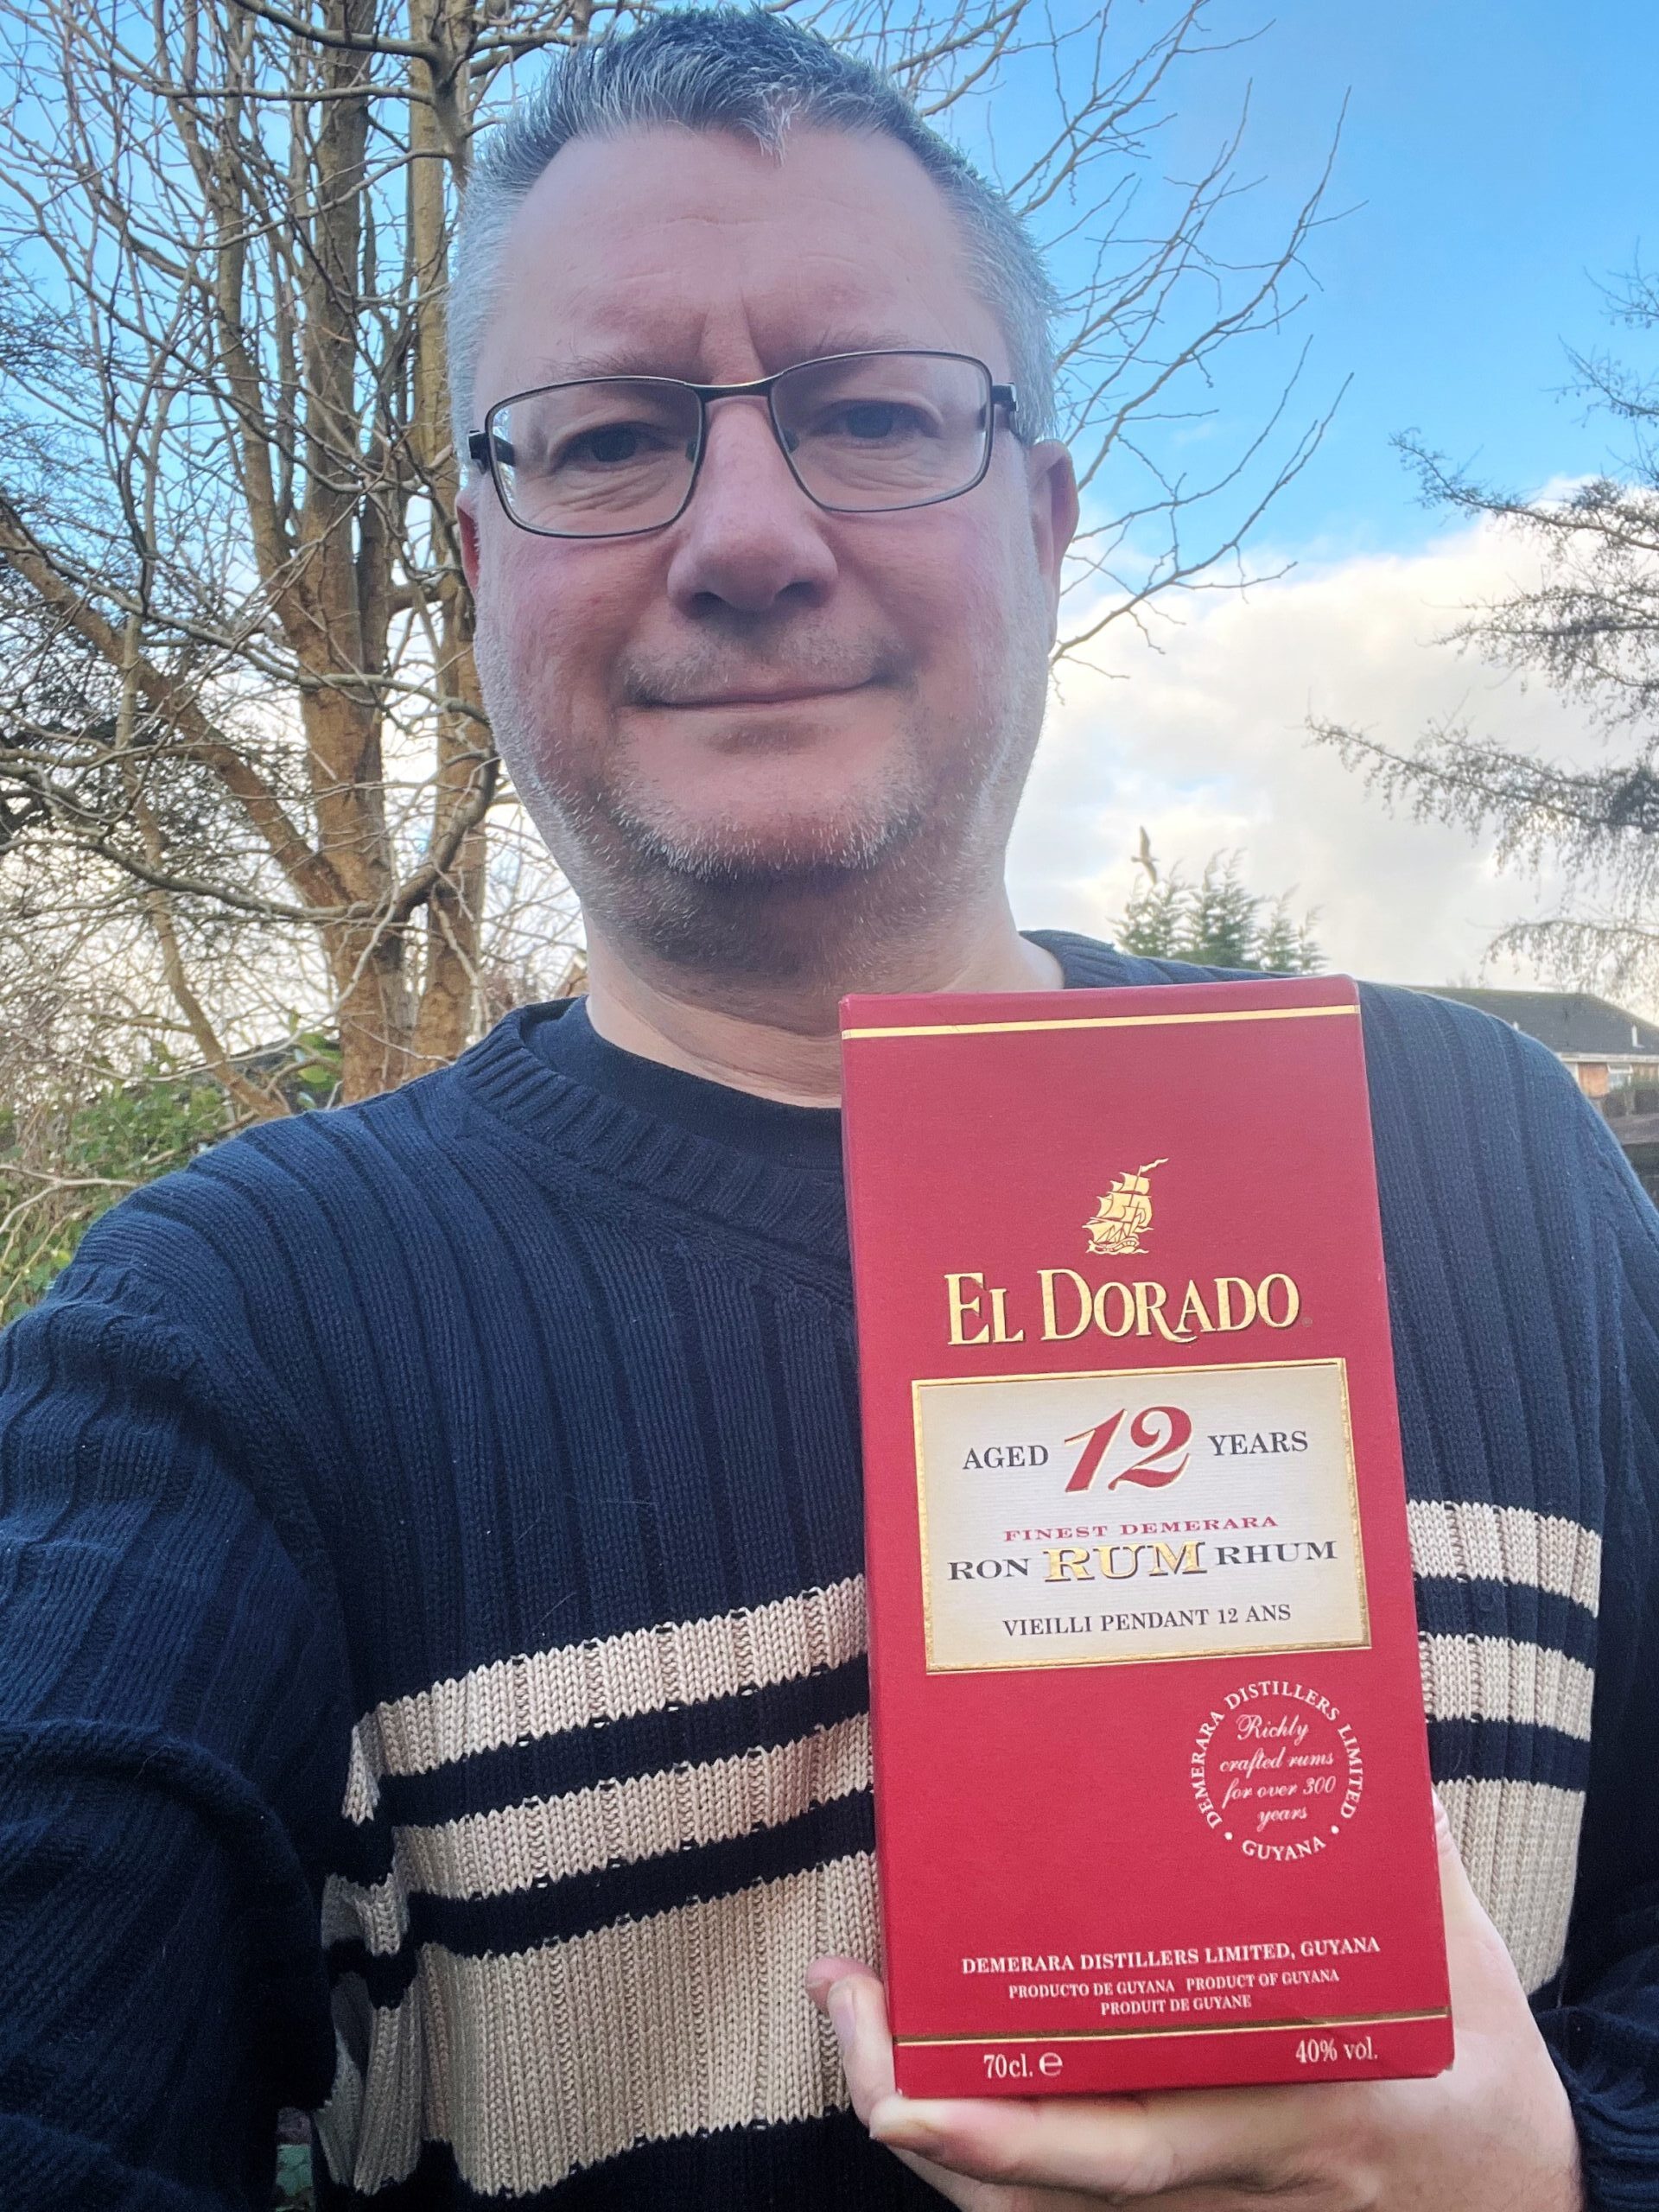 EL DORADO
AGED 12 YEARS
FINEST DEMERARA
RON RUM RHUM
VIEILLI PENDANT 12 ANS
DEMERARA DISTILLERS LIMITED
Richly
crafted rums
for over 300
years
• GUYANA •
DEMERARA DISTILLERS LIMITED, GUYANA
PRODUCTO DE GUYANA PRODUCT OF GUYANA
PRODUIT DE GUYANE
70cl. ℮ 40% vol.